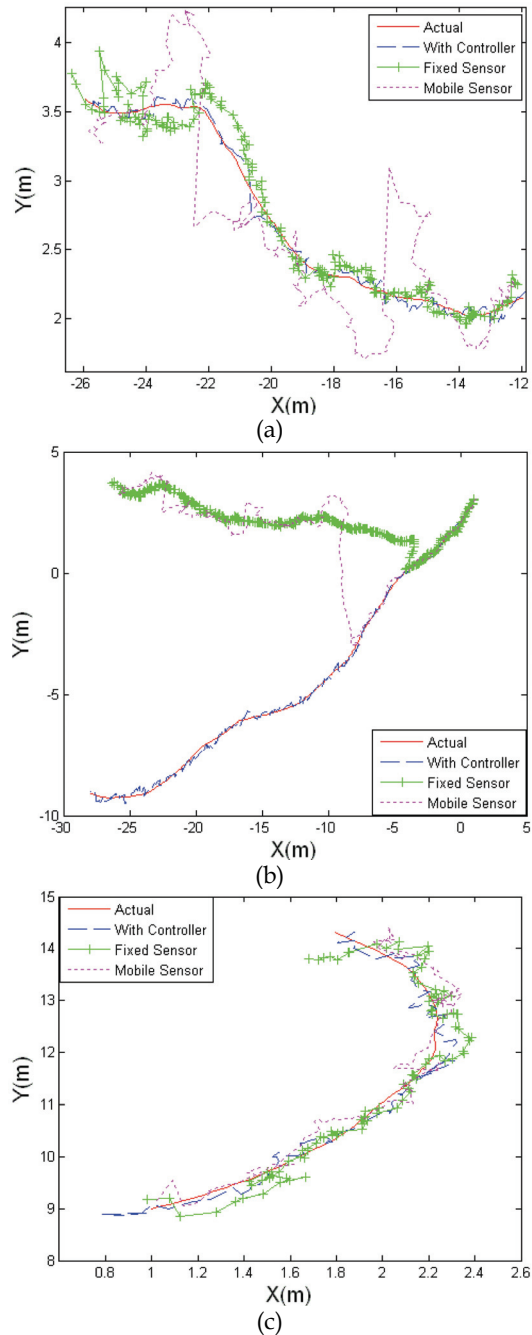 4
3.5
3
2.5
2
Y(m)
Actual
With Controller
Fixed Sensor
Mobile Sensor
-26 -24 -22 -20 -18 -16 -14 -12
X(m)
(a)
5
0
-5
-10
Y(m)
Actual
With Controller
Fixed Sensor
Mobile Sensor
-30 -25 -20 -15 -10 -5 0 5
X(m)
(b)
15
14
13
12
11
10
9
8
Y(m)
Actual
With Controller
Fixed Sensor
Mobile Sensor
0.8 1 1.2 1.4 1.6 1.8 2 2.2 2.4 2.6
X(m)
(c)